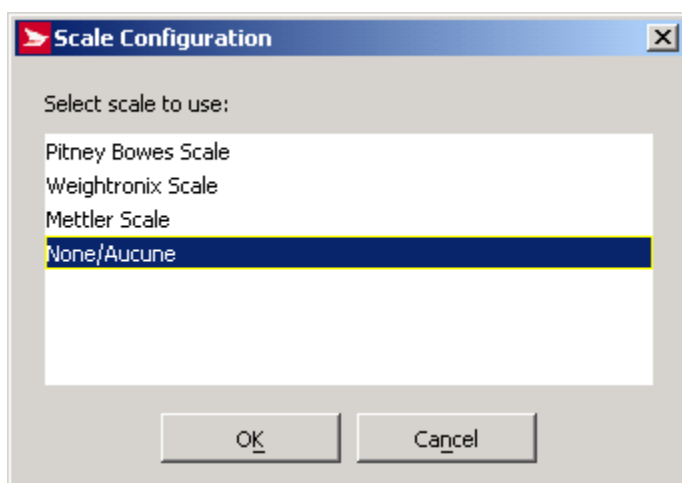 Scale Configuration
Select scale to use:
Pitney Bowes Scale
Weightronix Scale
Mettler Scale
None/Aucune
OK Cancel